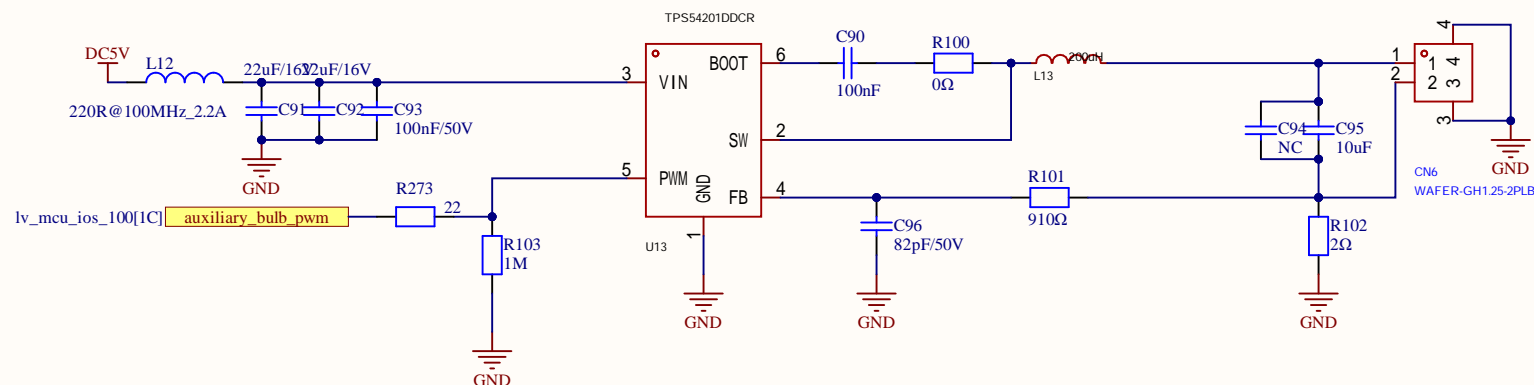 TPS54201DDCR
DC5V
L12
220R@100MHz_2.2A
22uF/16V
22uF/16V
C91
C92
C93
100nF/50V
GND
3
VIN
BOOT
6
SW
2
5
PWM
GND
FB
4
1
U13
GND
C90
100nF
R100
0Ω
200uH
L13
lv_mcu_ios_100[1C]
auxiliary_bulb_pwm
R273
22
R103
1M
GND
C96
82pF/50V
GND
R101
910Ω
C94
NC
C95
10uF
R102
2Ω
GND
1
2
1
2
3
4
4
3
GND
CN6
WAFER-GH1.25-2PLB